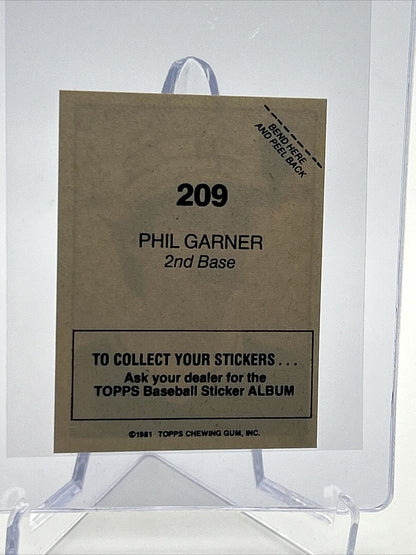 BEND HERE
AND PEEL BACK
209
PHIL GARNER
2nd Base
TO COLLECT YOUR STICKERS . . .
Ask your dealer for the
TOPPS Baseball Sticker ALBUM
©1981 TOPPS CHEWING GUM, INC.